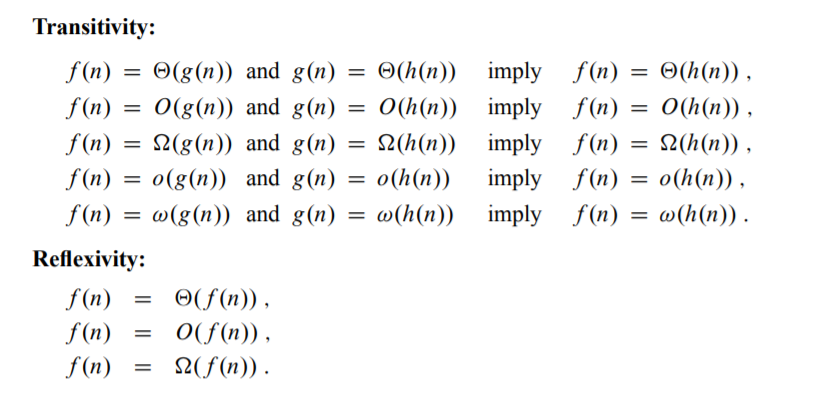 Transitivity:
f(n) = Θ(g(n)) and g(n) = Θ(h(n)) imply f(n) = Θ(h(n)) ,
f(n) = O(g(n)) and g(n) = O(h(n)) imply f(n) = O(h(n)) ,
f(n) = Ω(g(n)) and g(n) = Ω(h(n)) imply f(n) = Ω(h(n)) ,
f(n) = o(g(n)) and g(n) = o(h(n)) imply f(n) = o(h(n)) ,
f(n) = ω(g(n)) and g(n) = ω(h(n)) imply f(n) = ω(h(n)) .
Reflexivity:
f(n) = Θ(f(n)) ,
f(n) = O(f(n)) ,
f(n) = Ω(f(n)) .